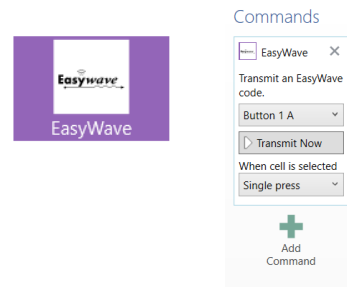 Commands
Easywave
EasyWave
EasyWave
Transmit an EasyWave
code.
Button 1 A
Transmit Now
When cell is selected
Single press
Add
Command